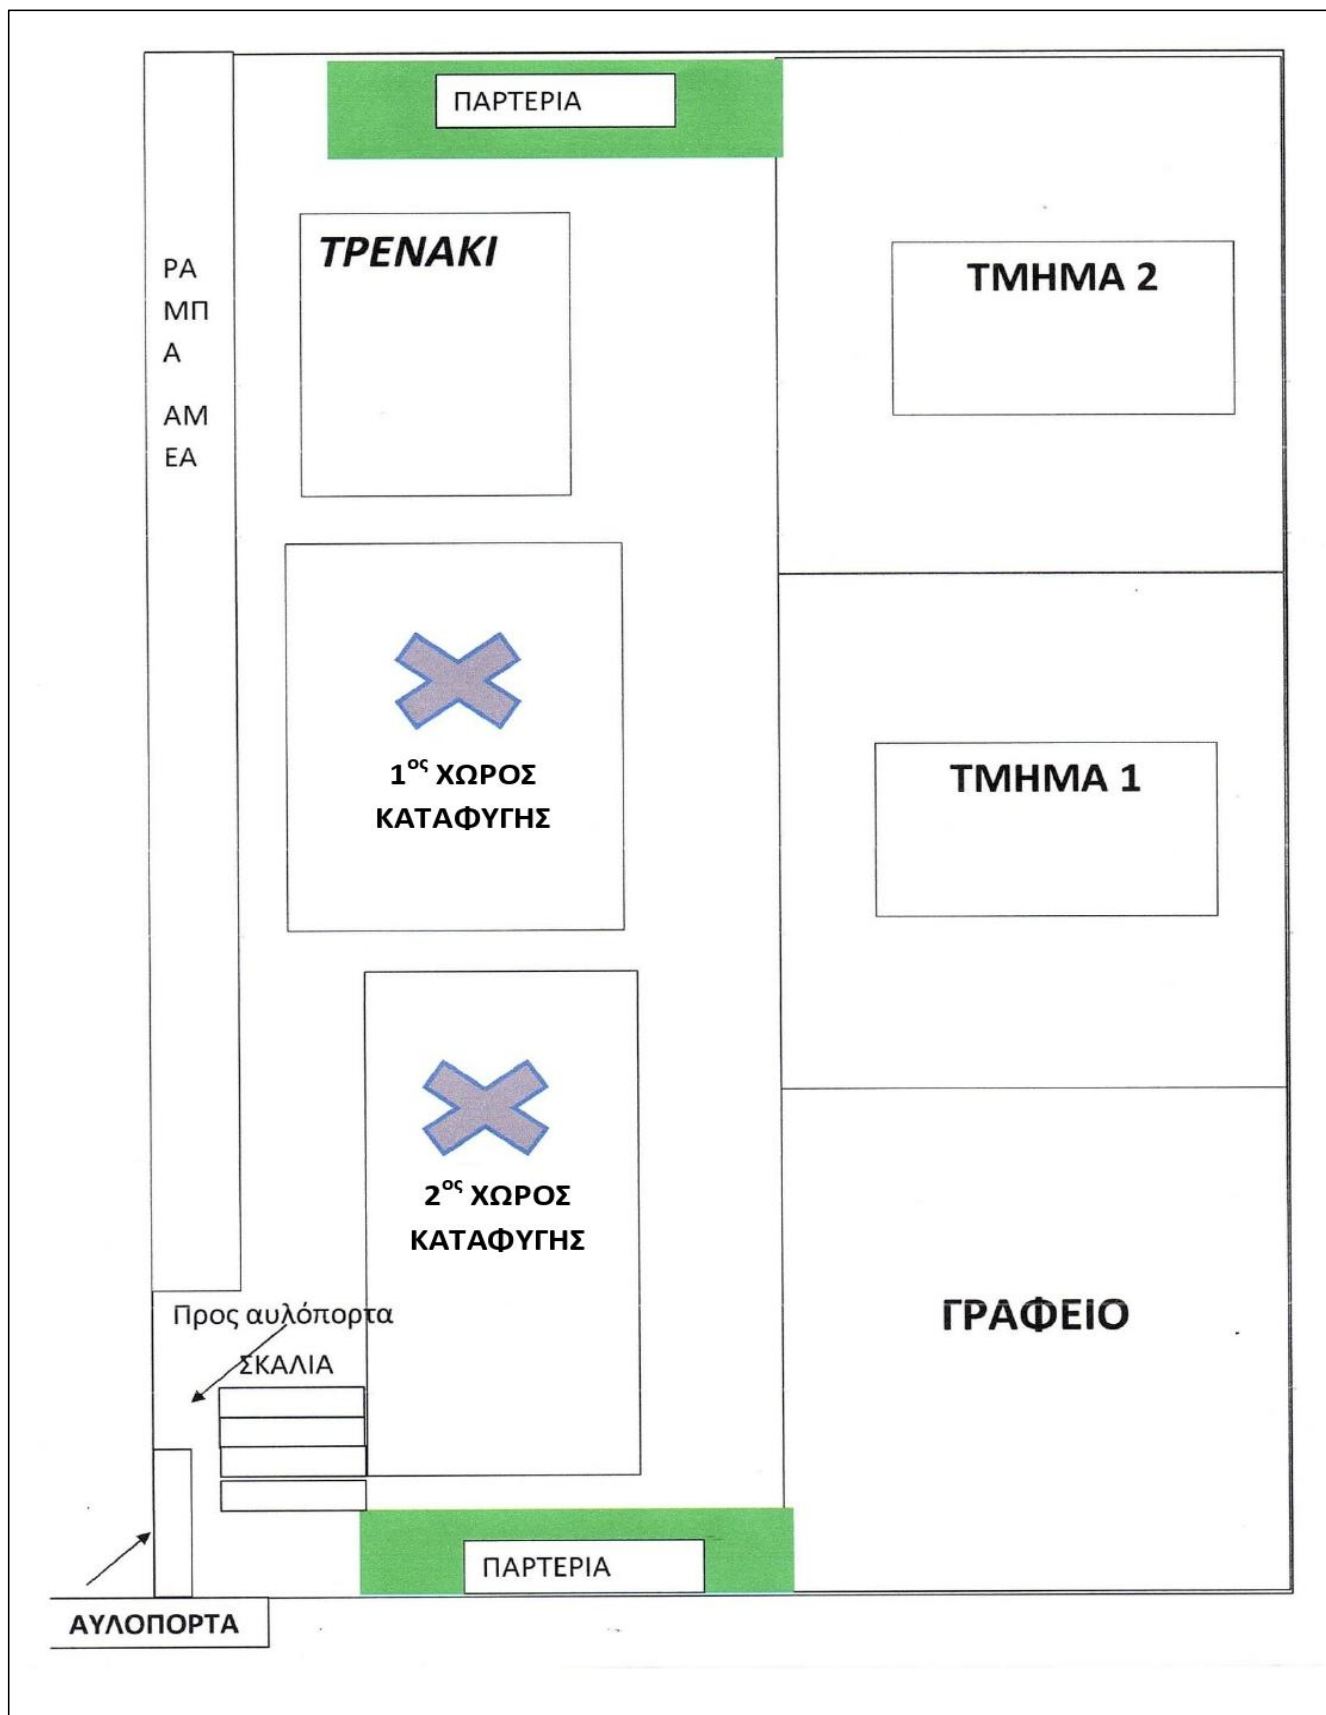 ΠΑΡΤΕΡΙΑ
ΡΑ
ΜΠ
Α
ΑΜ
ΕΑ
ΤΡΕΝΑΚΙ
ΤΜΗΜΑ 2
1ος ΧΩΡΟΣ
ΚΑΤΑΦΥΓΗΣ
ΤΜΗΜΑ 1
2ος ΧΩΡΟΣ
ΚΑΤΑΦΥΓΗΣ
Προς αυλόπορτα
ΣΚΑΛΙΑ
ΓΡΑΦΕΙΟ
ΠΑΡΤΕΡΙΑ
ΑΥΛΟΠΟΡΤΑ